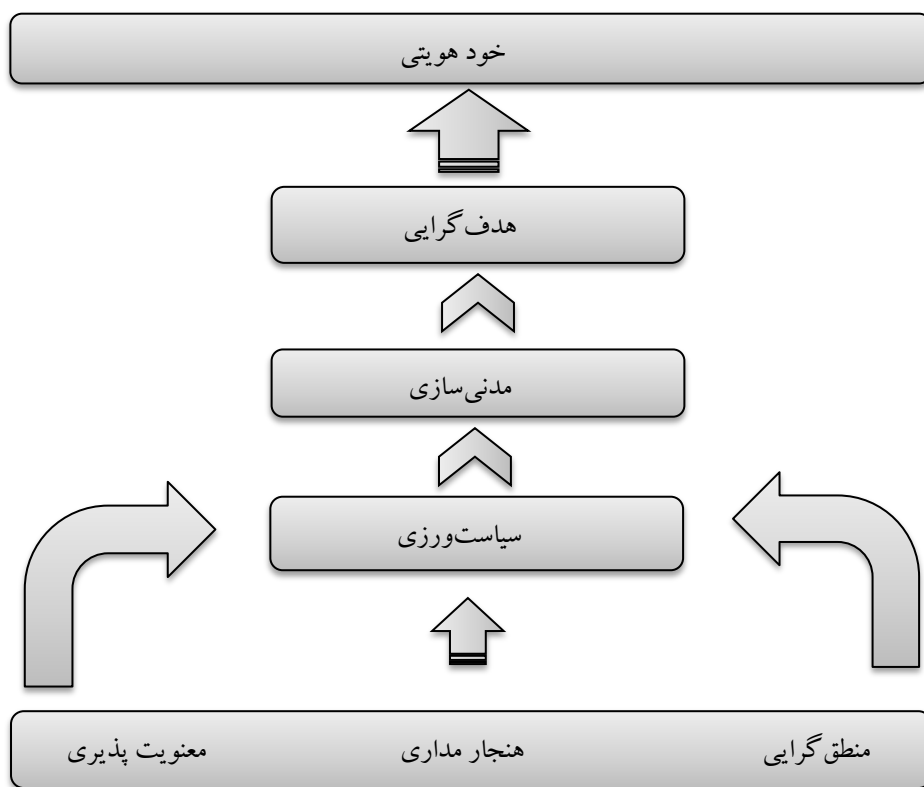 خود هویتی
هدف‌گرایی
مدنی‌سازی
سیاست‌ورزی
منطق‌گرایی هنجار مداری معنویت پذیری